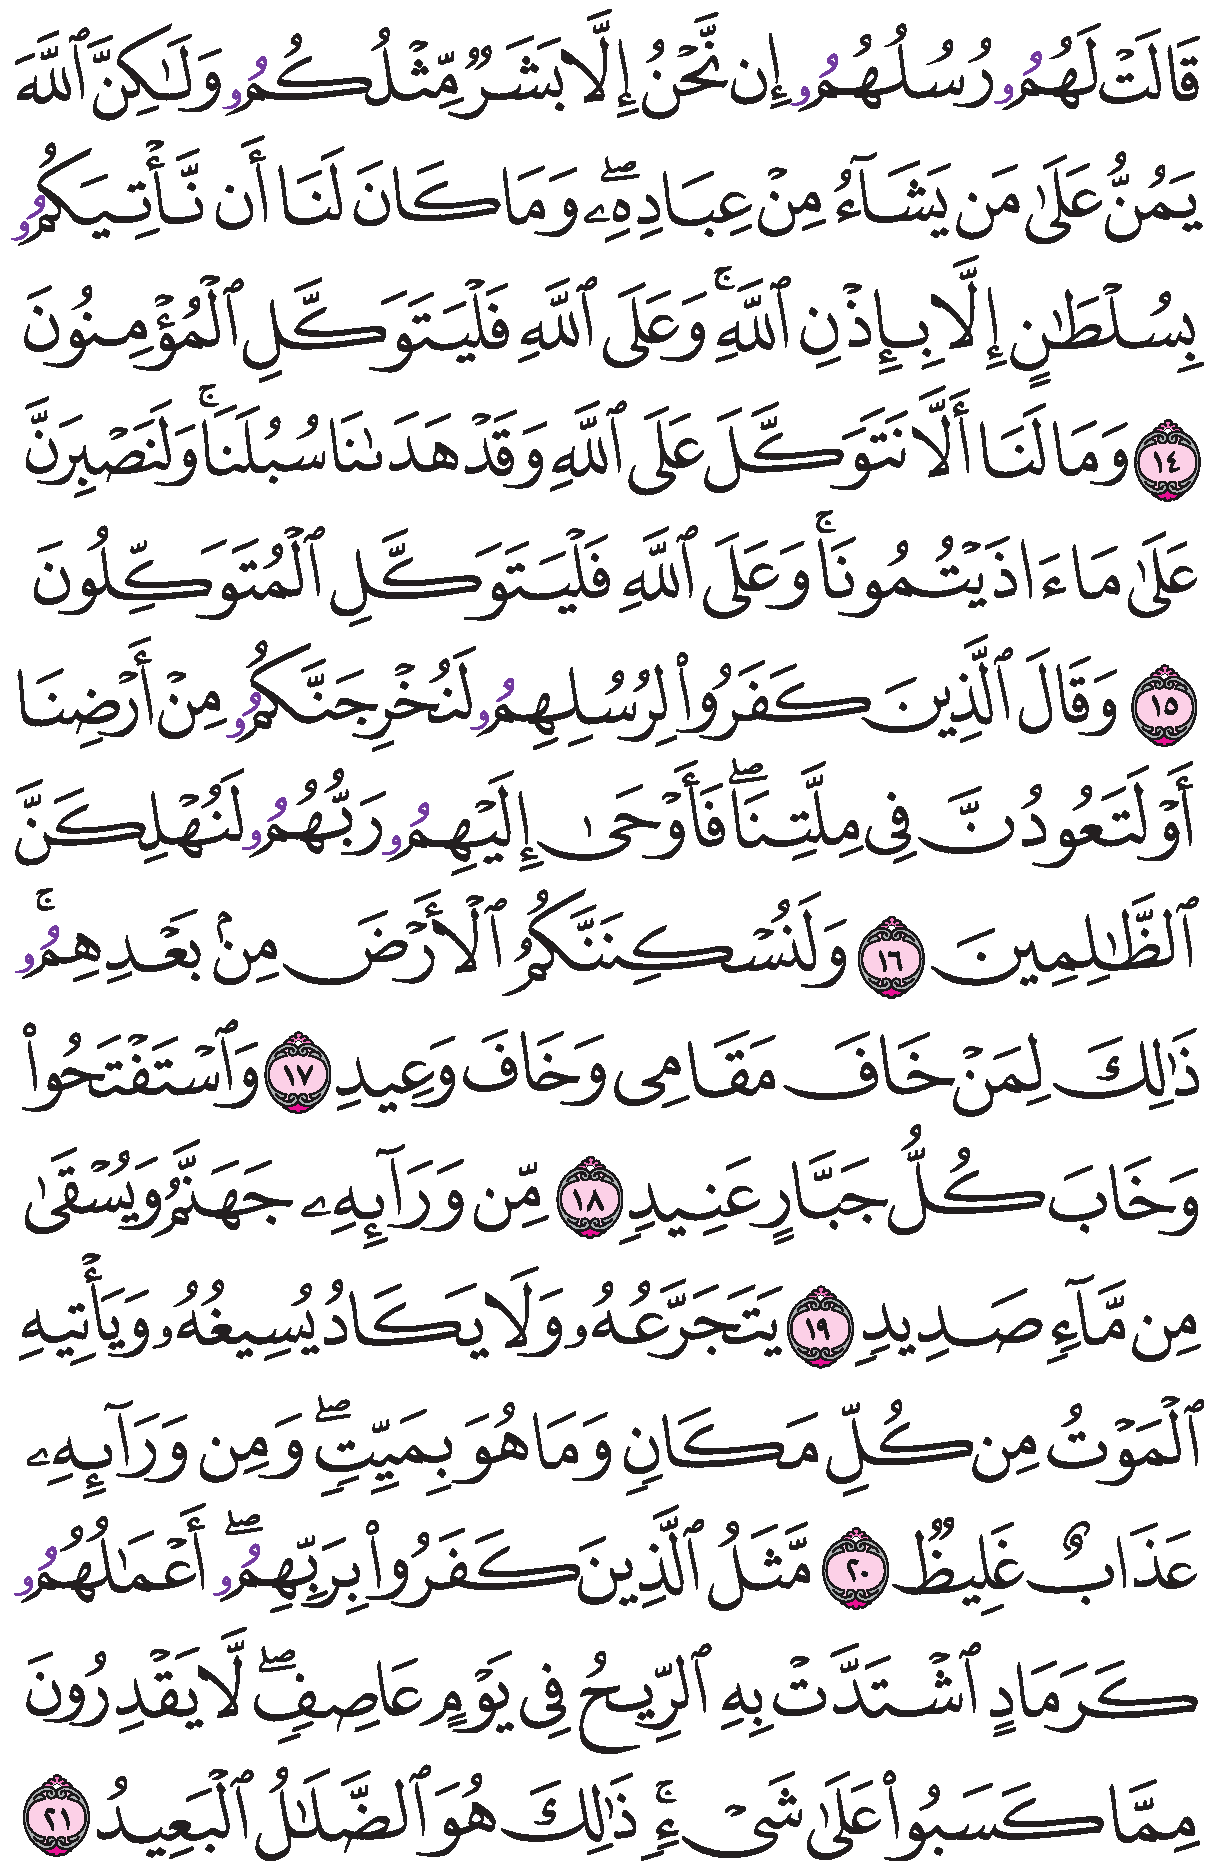 قَالَتْ لَهُمُۥ رُسُلُهُمُۥ إِن نَّحْنُ إِلَّا بَشَرٌ مِّثْلُكُمُۥ وَلَٰكِنَّ ٱللَّهَ
يَمُنُّ عَلَىٰ مَن يَشَآءُ مِنْ عِبَادِهِۦۖ وَمَا كَانَ لَنَا أَن نَّأْتِيَكُمُۥ
بِسُلْطَٰنٍ إِلَّا بِإِذْنِ ٱللَّهِۚ وَعَلَى ٱللَّهِ فَلْيَتَوَكَّلِ ٱلْمُؤْمِنُونَ
١٤ وَمَا لَنَا أَلَّا نَتَوَكَّلَ عَلَى ٱللَّهِ وَقَدْ هَدَىٰنَا سُبُلَنَاۚ وَلَنَصْبِرَنَّ
عَلَىٰ مَا ءَاذَيْتُمُونَاۚ وَعَلَى ٱللَّهِ فَلْيَتَوَكَّلِ ٱلْمُتَوَكِّلُونَ
١٥ وَقَالَ ٱلَّذِينَ كَفَرُوا۟ لِرُسُلِهِمُۥ لَنُخْرِجَنَّكُمُۥ مِنْ أَرْضِنَا
أَوْ لَتَعُودُنَّ فِى مِلَّتِنَاۖ فَأَوْحَىٰ إِلَيْهِمُۥ رَبُّهُمُۥ لَنُهْلِكَنَّ
ٱلظَّٰلِمِينَ ١٦ وَلَنُسْكِنَنَّكُمُ ٱلْأَرْضَ مِنۢ بَعْدِهِمُۥۚ
ذَٰلِكَ لِمَنْ خَافَ مَقَامِى وَخَافَ وَعِيدِ ١٧ وَٱسْتَفْتَحُوا۟
وَخَابَ كُلُّ جَبَّارٍ عَنِيدٍ ١٨ مِّن وَرَآئِهِۦ جَهَنَّمُ وَيُسْقَىٰ
مِن مَّآءٍ صَدِيدٍ ١٩ يَتَجَرَّعُهُۥ وَلَا يَكَادُ يُسِيغُهُۥ وَيَأْتِيهِ
ٱلْمَوْتُ مِن كُلِّ مَكَانٍ وَمَا هُوَ بِمَيِّتٍۖ وَمِن وَرَآئِهِۦ
عَذَابٌ غَلِيظٌ ٢٠ مَّثَلُ ٱلَّذِينَ كَفَرُوا۟ بِرَبِّهِمُۥۖ أَعْمَٰلُهُمُۥ
كَرَمَادٍ ٱشْتَدَّتْ بِهِ ٱلرِّيحُ فِى يَوْمٍ عَاصِفٍۖ لَّا يَقْدِرُونَ
مِمَّا كَسَبُوا۟ عَلَىٰ شَىْءٍۚ ذَٰلِكَ هُوَ ٱلضَّلَٰلُ ٱلْبَعِيدُ ٢١